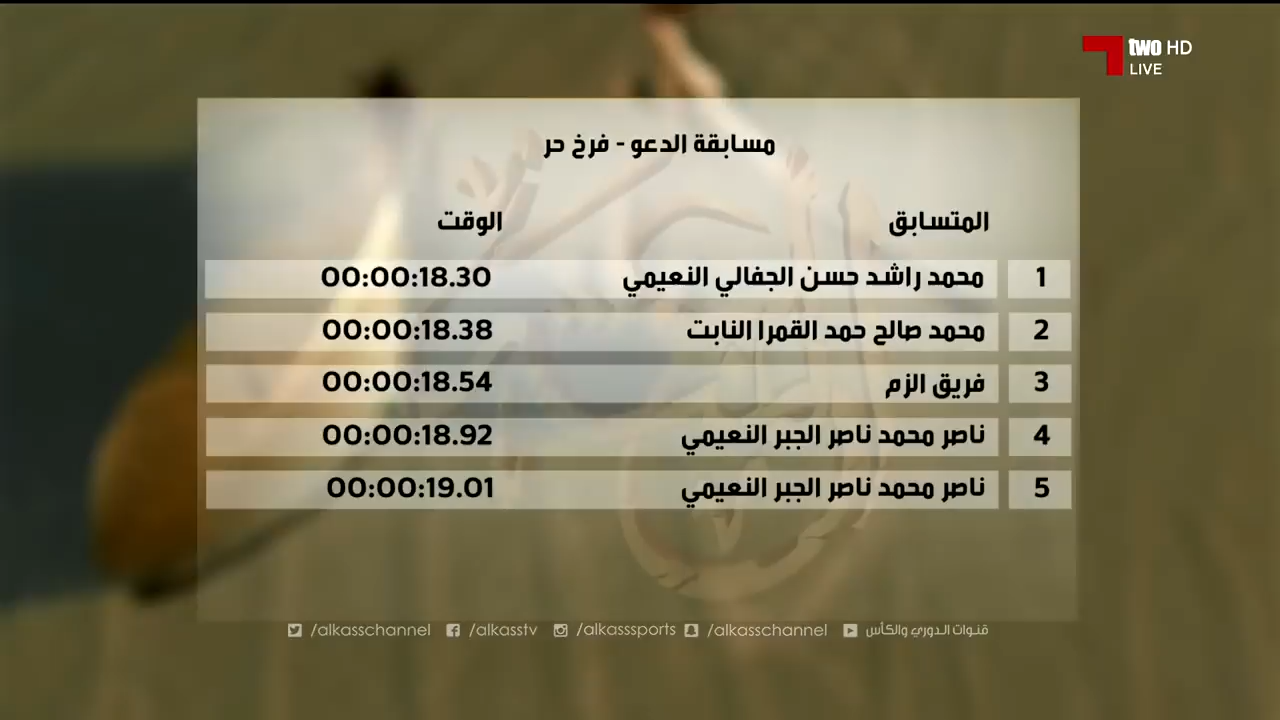 two HD
LIVE
مسابقة الدعو - فرخ حر
المتسابق الوقت
1 محمد راشد حسن الجفالي النعيمي 00:00:18.30
2 محمد صالح حمد القمرا النابت 00:00:18.38
3 فريق الزم 00:00:18.54
4 ناصر محمد ناصر الجبر النعيمي 00:00:18.92
5 ناصر محمد ناصر الجبر النعيمي 00:00:19.01
/alkasschannel /alkasstv /alkasssports /alkasschannel قنوات الدوري والكأس